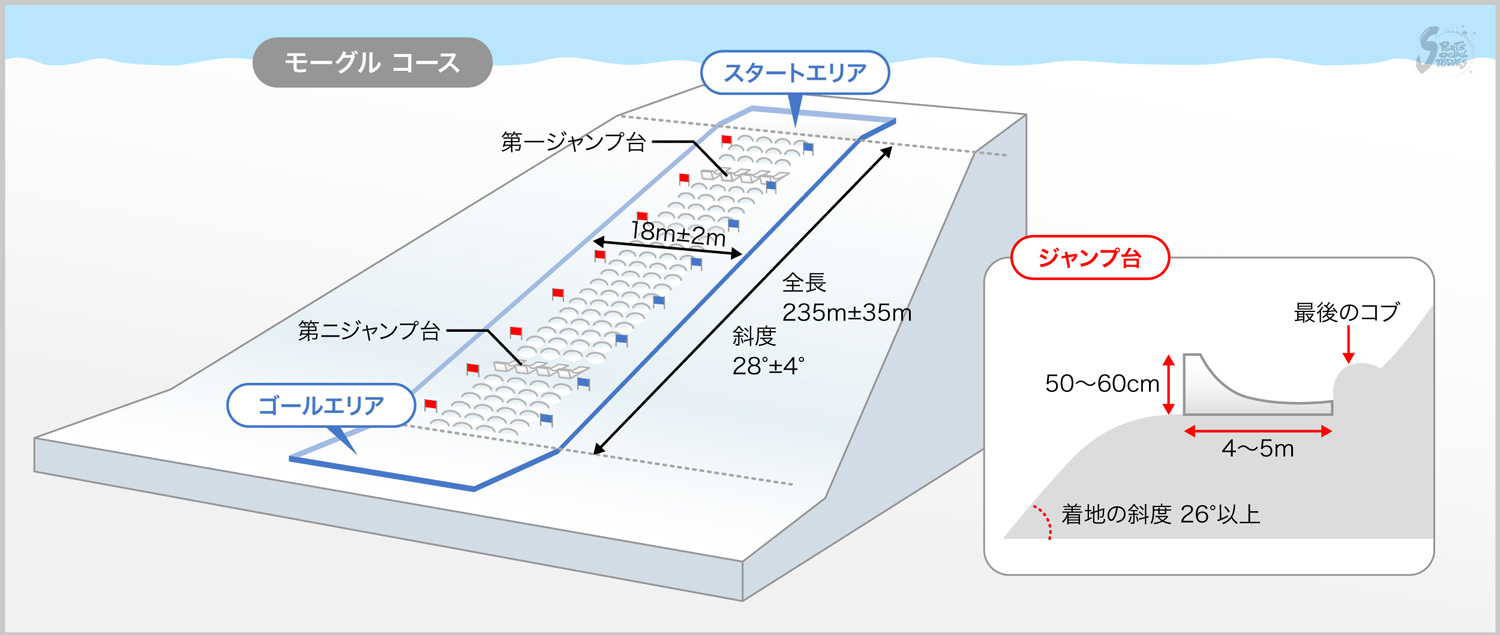 モーグル コース
スタートエリア
SPORTS
SOCIAL
STUDIES
第一ジャンプ台
18m±2m
全長
235m±35m
斜度
28°±4°
第二ジャンプ台
ゴールエリア
ジャンプ台
最後のコブ
50〜60cm
4〜5m
着地の斜度 26°以上